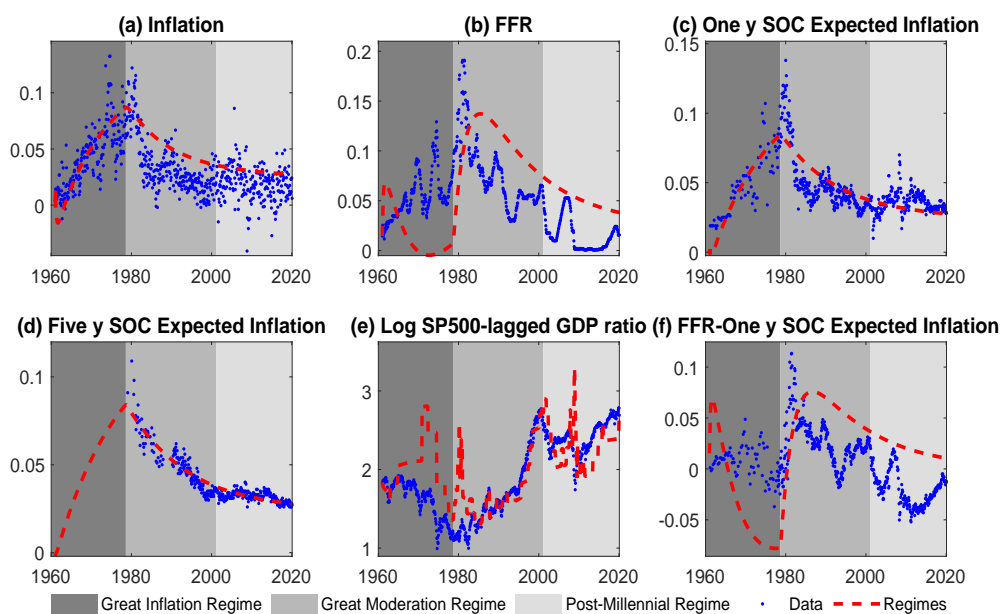 (a) Inflation
(b) FFR
(c) One y SOC Expected Inflation
0.1
0.05
0
1960 1980 2000 2020
0.2
0.15
0.1
0.05
0
1960 1980 2000 2020
0.15
0.1
0.05
0
1960 1980 2000 2020
(d) Five y SOC Expected Inflation
(e) Log SP500-lagged GDP ratio
(f) FFR-One y SOC Expected Inflation
0.1
0.05
0
1960 1980 2000 2020
3
2
1
1960 1980 2000 2020
0.1
0.05
0
-0.05
1960 1980 2000 2020
Great Inflation Regime Great Moderation Regime Post-Millennial Regime Data Regimes